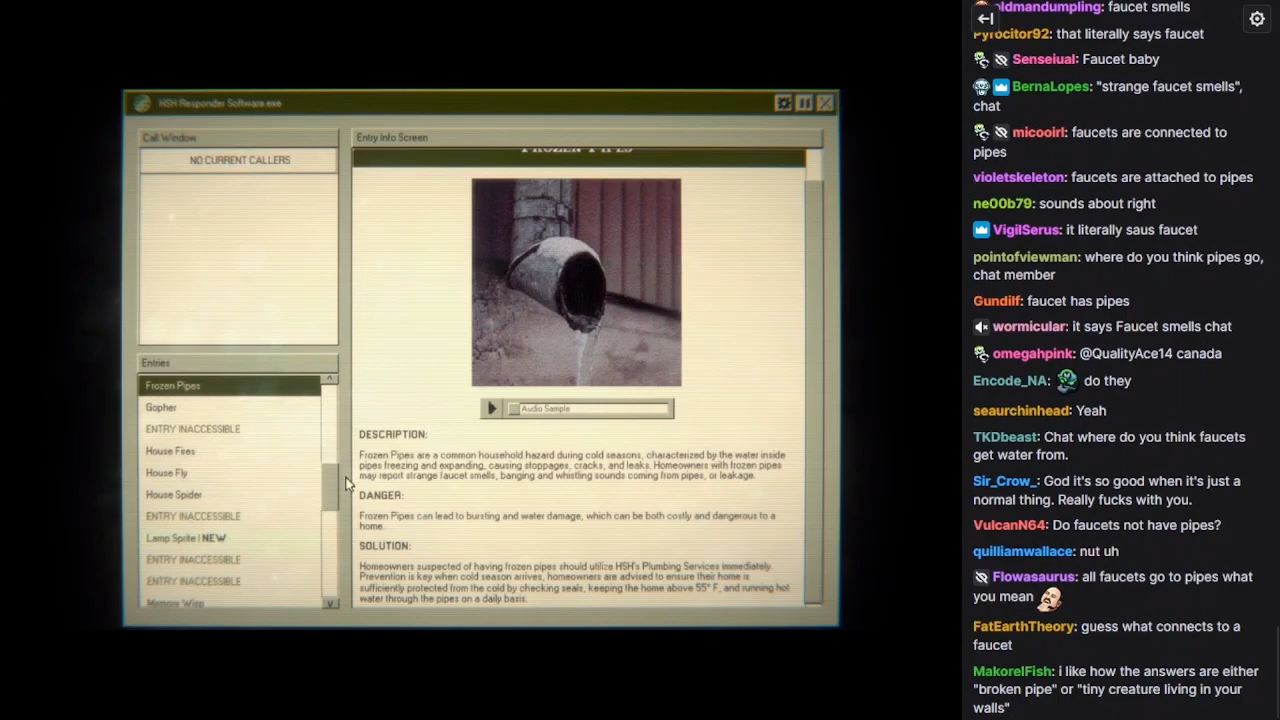 HSH Responder Software.exe
Call Window
NO CURRENT CALLERS
Entries
Frozen Pipes
Gopher
ENTRY INACCESSIBLE
House Fires
House Fly
House Spider
ENTRY INACCESSIBLE
Lamp Sprite | NEW
ENTRY INACCESSIBLE
ENTRY INACCESSIBLE
Memory Wisp
Entry Info Screen
FROZEN PIPES
Audio Sample
DESCRIPTION:
Frozen Pipes are a common household hazard during cold seasons, characterized by the water inside
pipes freezing and expanding, causing stoppages, cracks, and leaks. Homeowners with frozen pipes
may report strange faucet smells, banging and whistling sounds coming from pipes, or leakage.
DANGER:
Frozen Pipes can lead to bursting and water damage, which can be both costly and dangerous to a
home.
SOLUTION:
Homeowners suspected of having frozen pipes should utilize HSH's Plumbing Services immediately.
Prevention is key when cold season arrives, homeowners are advised to ensure their home is
sufficiently protected from the cold by checking seals, keeping the home above 55° F, and running hot
water through the pipes on a daily basis.
oldmandumpling: faucet smells
Pyrocitor92: that literally says faucet
Senseiual: Faucet baby
BernaLopes: "strange faucet smells",
chat
micooirl: faucets are connected to
pipes
violetskeleton: faucets are attached to pipes
ne00b79: sounds about right
VigilSerus: it literally saus faucet
pointofviewman: where do you think pipes go,
chat member
Gundilf: faucet has pipes
wormicular: it says Faucet smells chat
omegahpink: @QualityAce14 canada
Encode_NA: do they
seaurchinhead: Yeah
TKDbeast: Chat where do you think faucets
get water from.
Sir_Crow_: God it's so good when it's just a
normal thing. Really fucks with you.
VulcanN64: Do faucets not have pipes?
quilliamwallace: nut uh
Flowasaurus: all faucets go to pipes what
you mean
FatEarthTheory: guess what connects to a
faucet
MakorelFish: i like how the answers are either
"broken pipe" or "tiny creature living in your
walls"